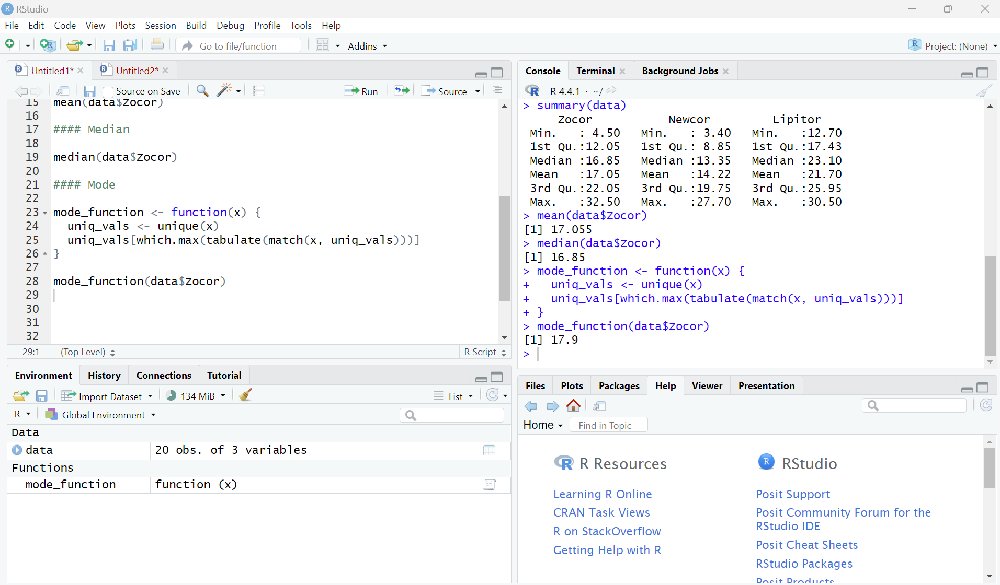 RStudio
File Edit Code View Plots Session Build Debug Profile Tools Help
Go to file/function Addins Project: (None)
Untitled1* Untitled2*
Source on Save Run Source
15 mean(data$Zocor)
16
17 #### Median
18
19 median(data$Zocor)
20
21 #### Mode
22
23 mode_function <- function(x) {
24 uniq_vals <- unique(x)
25 uniq_vals[which.max(tabulate(match(x, uniq_vals)))]
26 }
27
28 mode_function(data$Zocor)
29
30
31
32
29:1 (Top Level) R Script
Console Terminal Background Jobs
R 4.4.1 · ~/
> summary(data)
Zocor Newcor Lipitor
Min. : 4.50 Min. : 3.40 Min. :12.70
1st Qu.:12.05 1st Qu.: 8.85 1st Qu.:17.43
Median :16.85 Median :13.35 Median :23.10
Mean :17.05 Mean :14.22 Mean :21.70
3rd Qu.:22.05 3rd Qu.:19.75 3rd Qu.:25.95
Max. :32.50 Max. :27.70 Max. :30.50
> mean(data$Zocor)
[1] 17.055
> median(data$Zocor)
[1] 16.85
> mode_function <- function(x) {
+ uniq_vals <- unique(x)
+ uniq_vals[which.max(tabulate(match(x, uniq_vals)))]
+ }
> mode_function(data$Zocor)
[1] 17.9
>
Environment History Connections Tutorial
Import Dataset 134 MiB List
R Global Environment
Data
data 20 obs. of 3 variables
Functions
mode_function function (x)
Files Plots Packages Help Viewer Presentation
Home Find in Topic
R Resources
Learning R Online
CRAN Task Views
R on StackOverflow
Getting Help with R
R RStudio
Posit Support
Posit Community Forum for the
RStudio IDE
Posit Cheat Sheets
RStudio Packages
Posit Products